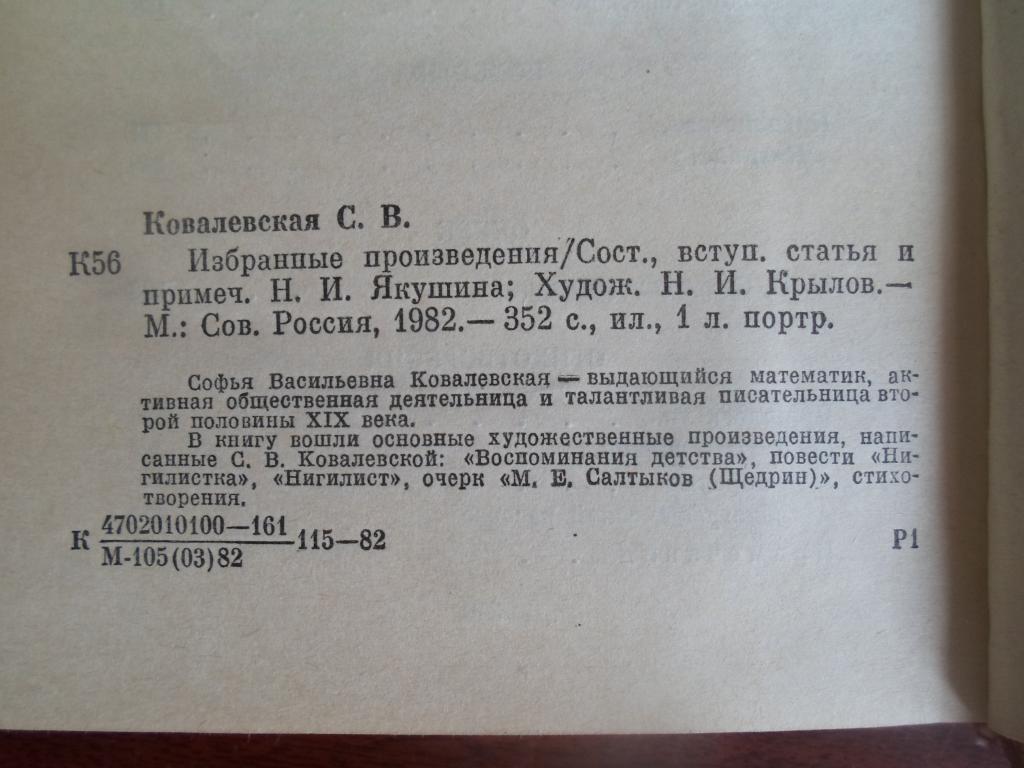 Ковалевская С. В.
К56 Избранные произведения/Сост., вступ. статья и
примеч. Н. И. Якушина; Худож. Н. И. Крылов.—
М.: Сов. Россия, 1982.— 352 с., ил., 1 л. портр.
Софья Васильевна Ковалевская — выдающийся математик, ак-
тивная общественная деятельница и талантливая писательница вто-
рой половины XIX века.
В книгу вошли основные художественные произведения, напи-
санные С. В. Ковалевской: «Воспоминания детства», повести «Ни-
гилистка», «Нигилист», очерк «М. Е. Салтыков (Щедрин)», стихо-
творения.
К 4702010100—161
М-105(03)82
115—82
Р1